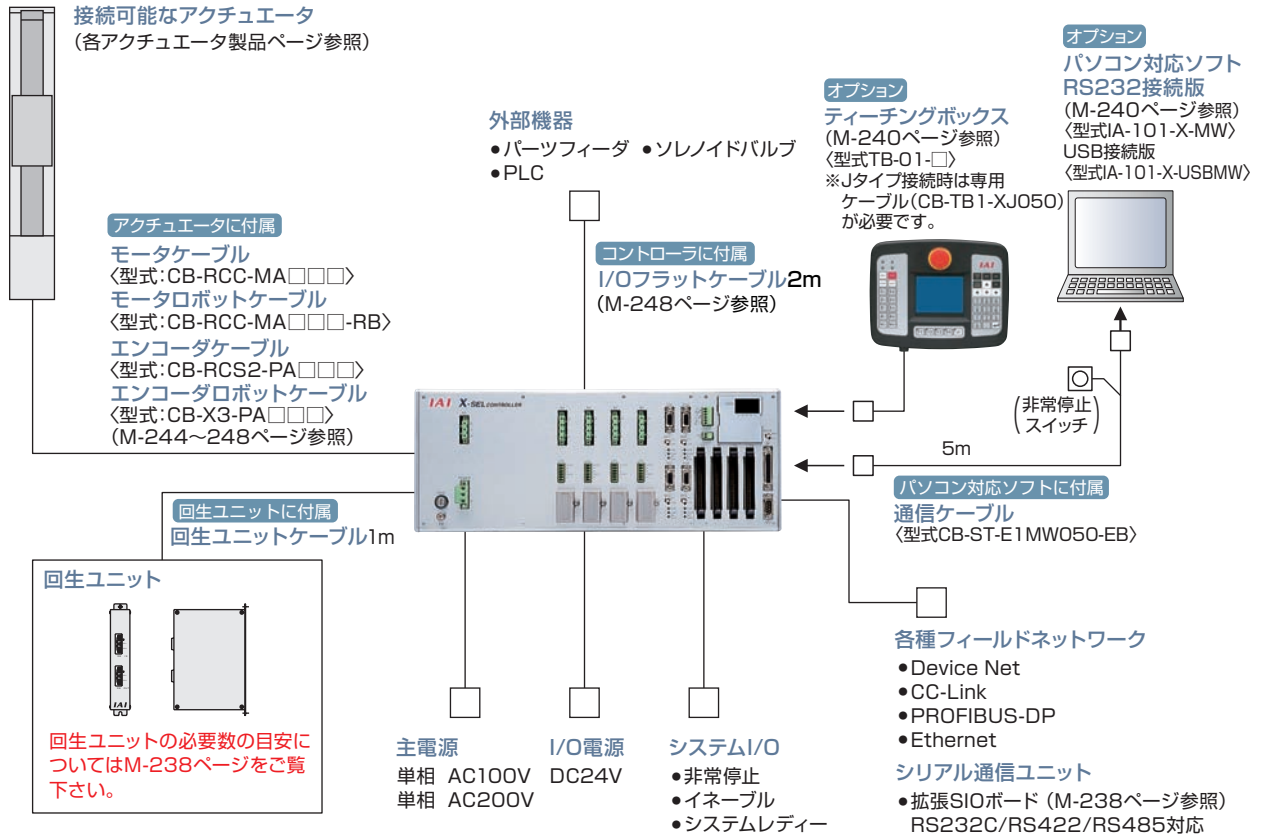 接続可能なアクチュエータ
(各アクチュエータ製品ページ参照)
アクチュエータに付属
モータケーブル
〈型式:CB-RCC-MA□□□〉
モータロボットケーブル
〈型式:CB-RCC-MA□□□-RB〉
エンコーダケーブル
〈型式:CB-RCS2-PA□□□〉
エンコーダロボットケーブル
〈型式:CB-X3-PA□□□〉
(M-244～248ページ参照)
外部機器
●パーツフィーダ ●ソレノイドバルブ
●PLC
コントローラに付属
I/Oフラットケーブル2m
(M-248ページ参照)
オプション
ティーチングボックス
(M-240ページ参照)
〈型式TB-01-□〉
※Jタイプ接続時は専用
ケーブル(CB-TB1-XJ050)
が必要です。
IAI
オプション
パソコン対応ソフト
RS232接続版
(M-240ページ参照)
〈型式IA-101-X-MW〉
USB接続版
〈型式IA-101-X-USBMW〉
(非常停止
スイッチ)
5m
パソコン対応ソフトに付属
通信ケーブル
〈型式CB-ST-E1MW050-EB〉
IAI X-SEL CONTROLLER
回生ユニットに付属
回生ユニットケーブル1m
回生ユニット
IAI
回生ユニットの必要数の目安に
ついてはM-238ページをご覧
下さい。
主電源
単相 AC100V
単相 AC200V
I/O電源
DC24V
システムI/O
●非常停止
●イネーブル
●システムレディー
各種フィールドネットワーク
●Device Net
●CC-Link
●PROFIBUS-DP
●Ethernet
シリアル通信ユニット
●拡張SIOボード (M-238ページ参照)
RS232C/RS422/RS485対応